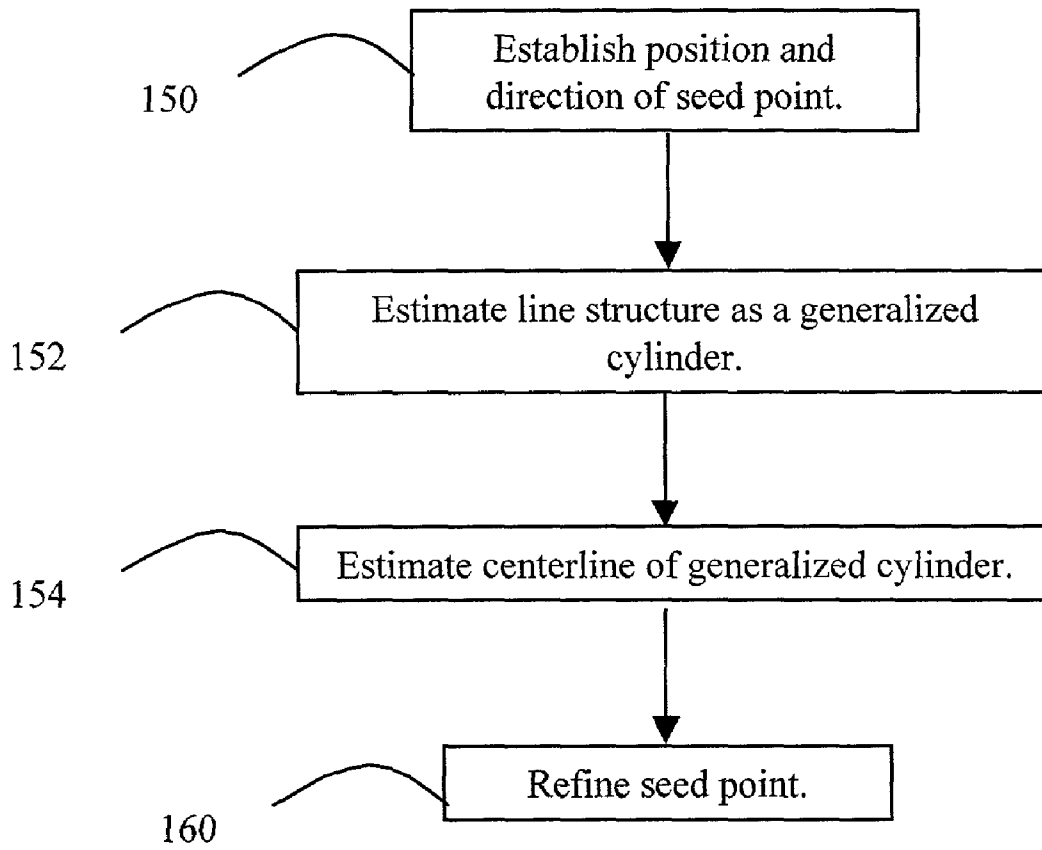 Establish position and
direction of seed point.
150
Estimate line structure as a generalized
cylinder.
152
Estimate centerline of generalized cylinder.
154
Refine seed point.
160